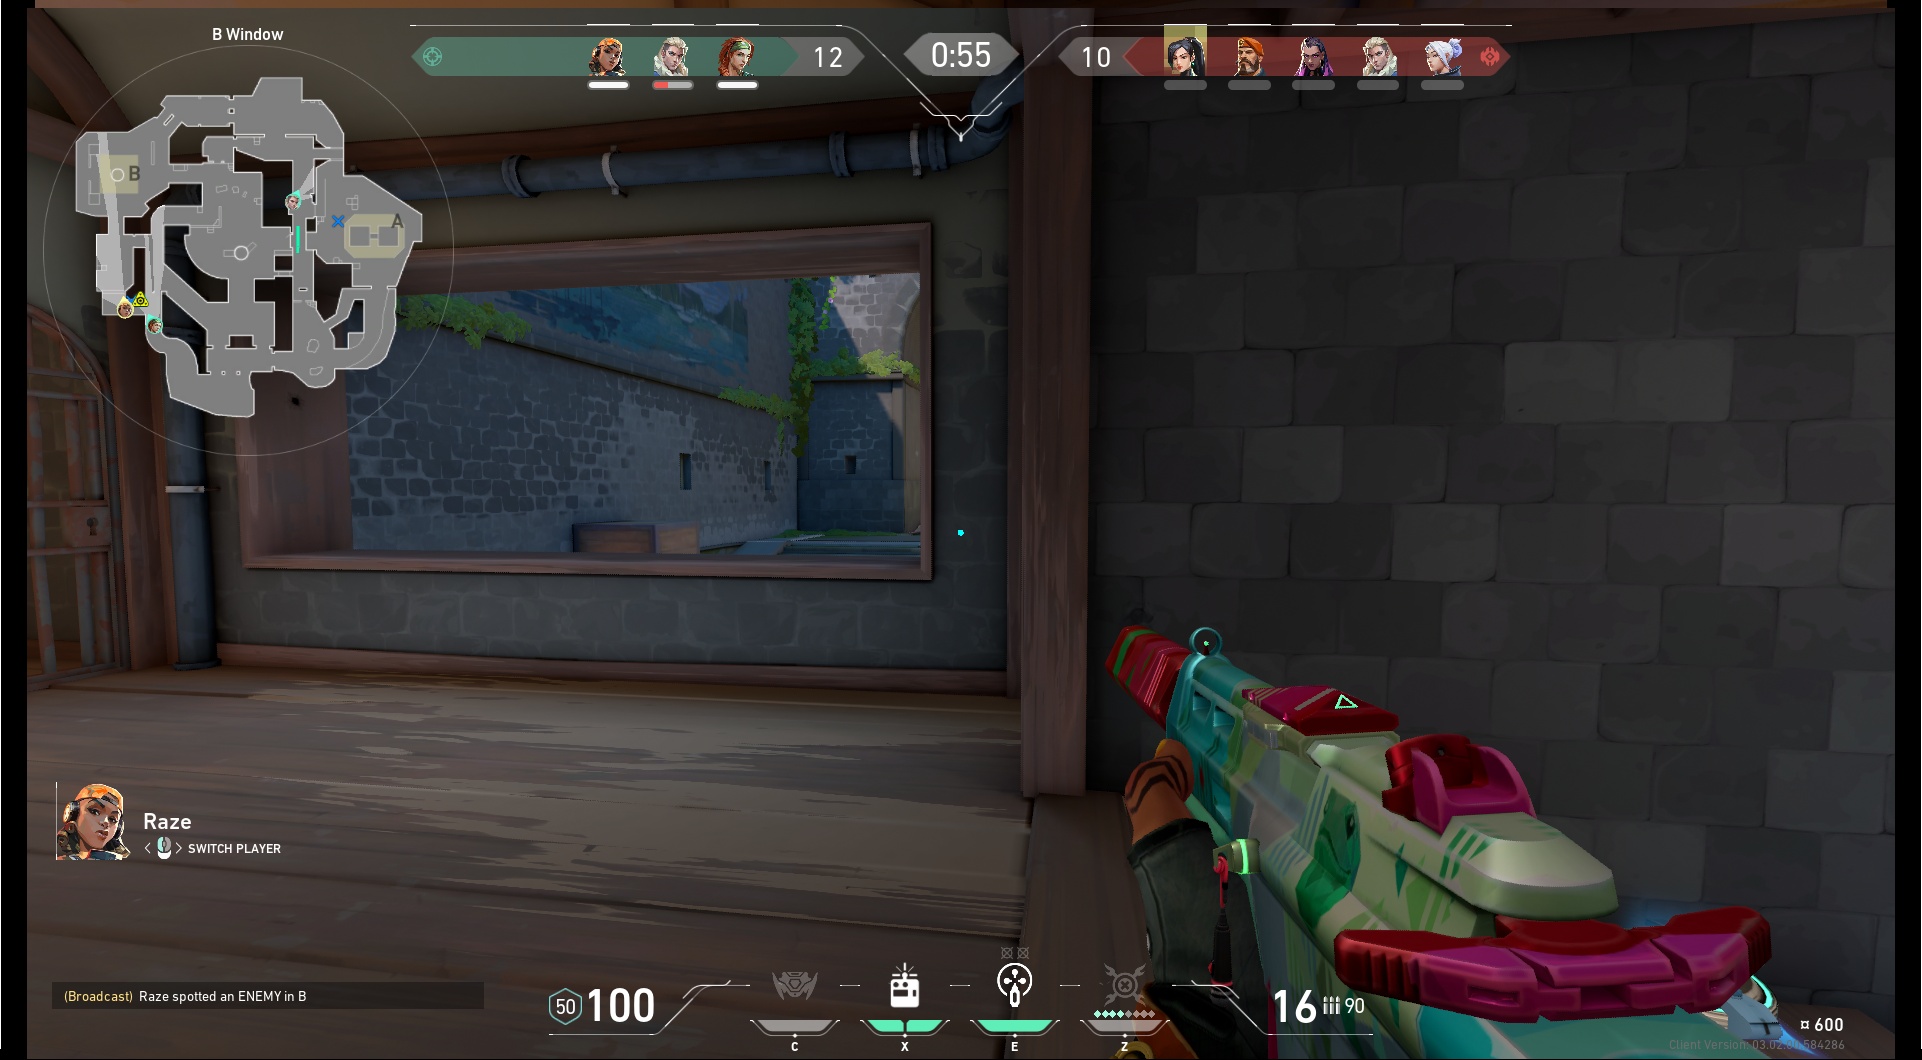 B Window
12
0:55
10
B
A
Raze
< > SWITCH PLAYER
(Broadcast) Raze spotted an ENEMY in B
50 100
16 90
C X E Z
¤ 600